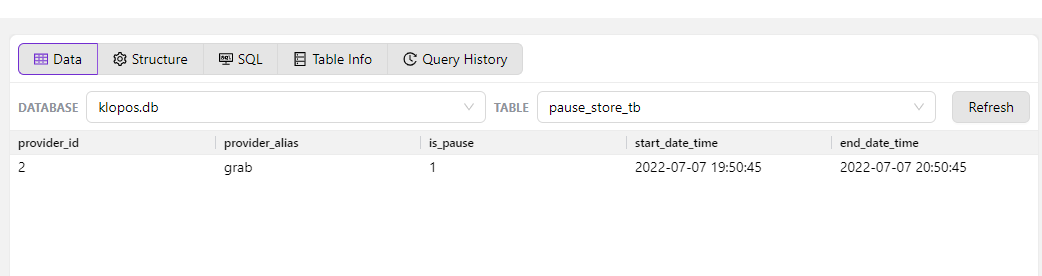 Data Structure SQL Table Info Query History
DATABASE klopos.db TABLE pause_store_tb Refresh
provider_id provider_alias is_pause start_date_time end_date_time
2 grab 1 2022-07-07 19:50:45 2022-07-07 20:50:45